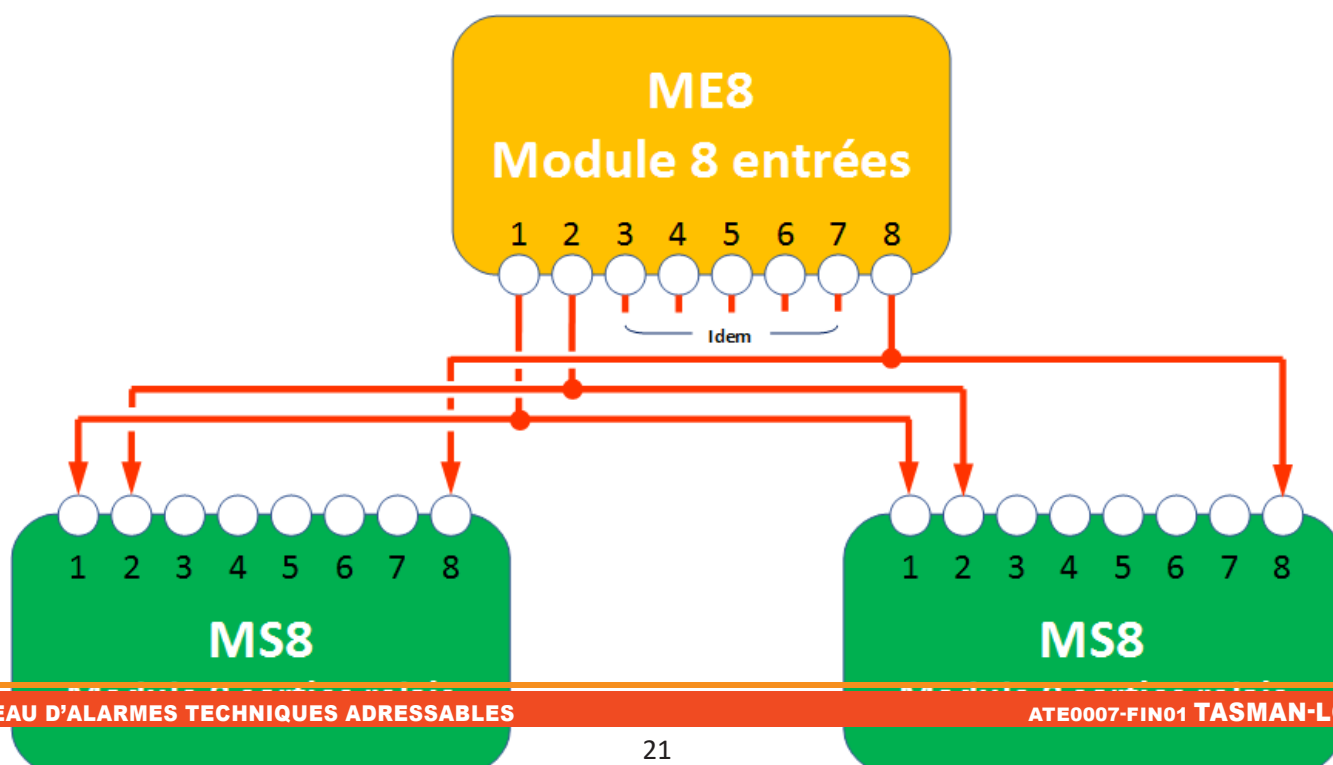 ME8
Module 8 entrées
1 2 3 4 5 6 7 8
Idem
1 2 3 4 5 6 7 8
1 2 3 4 5 6 7 8
MS8
MS8
EAU D'ALARMES TECHNIQUES ADRESSABLES
ATE0007-FIN01 TASMAN-L
21